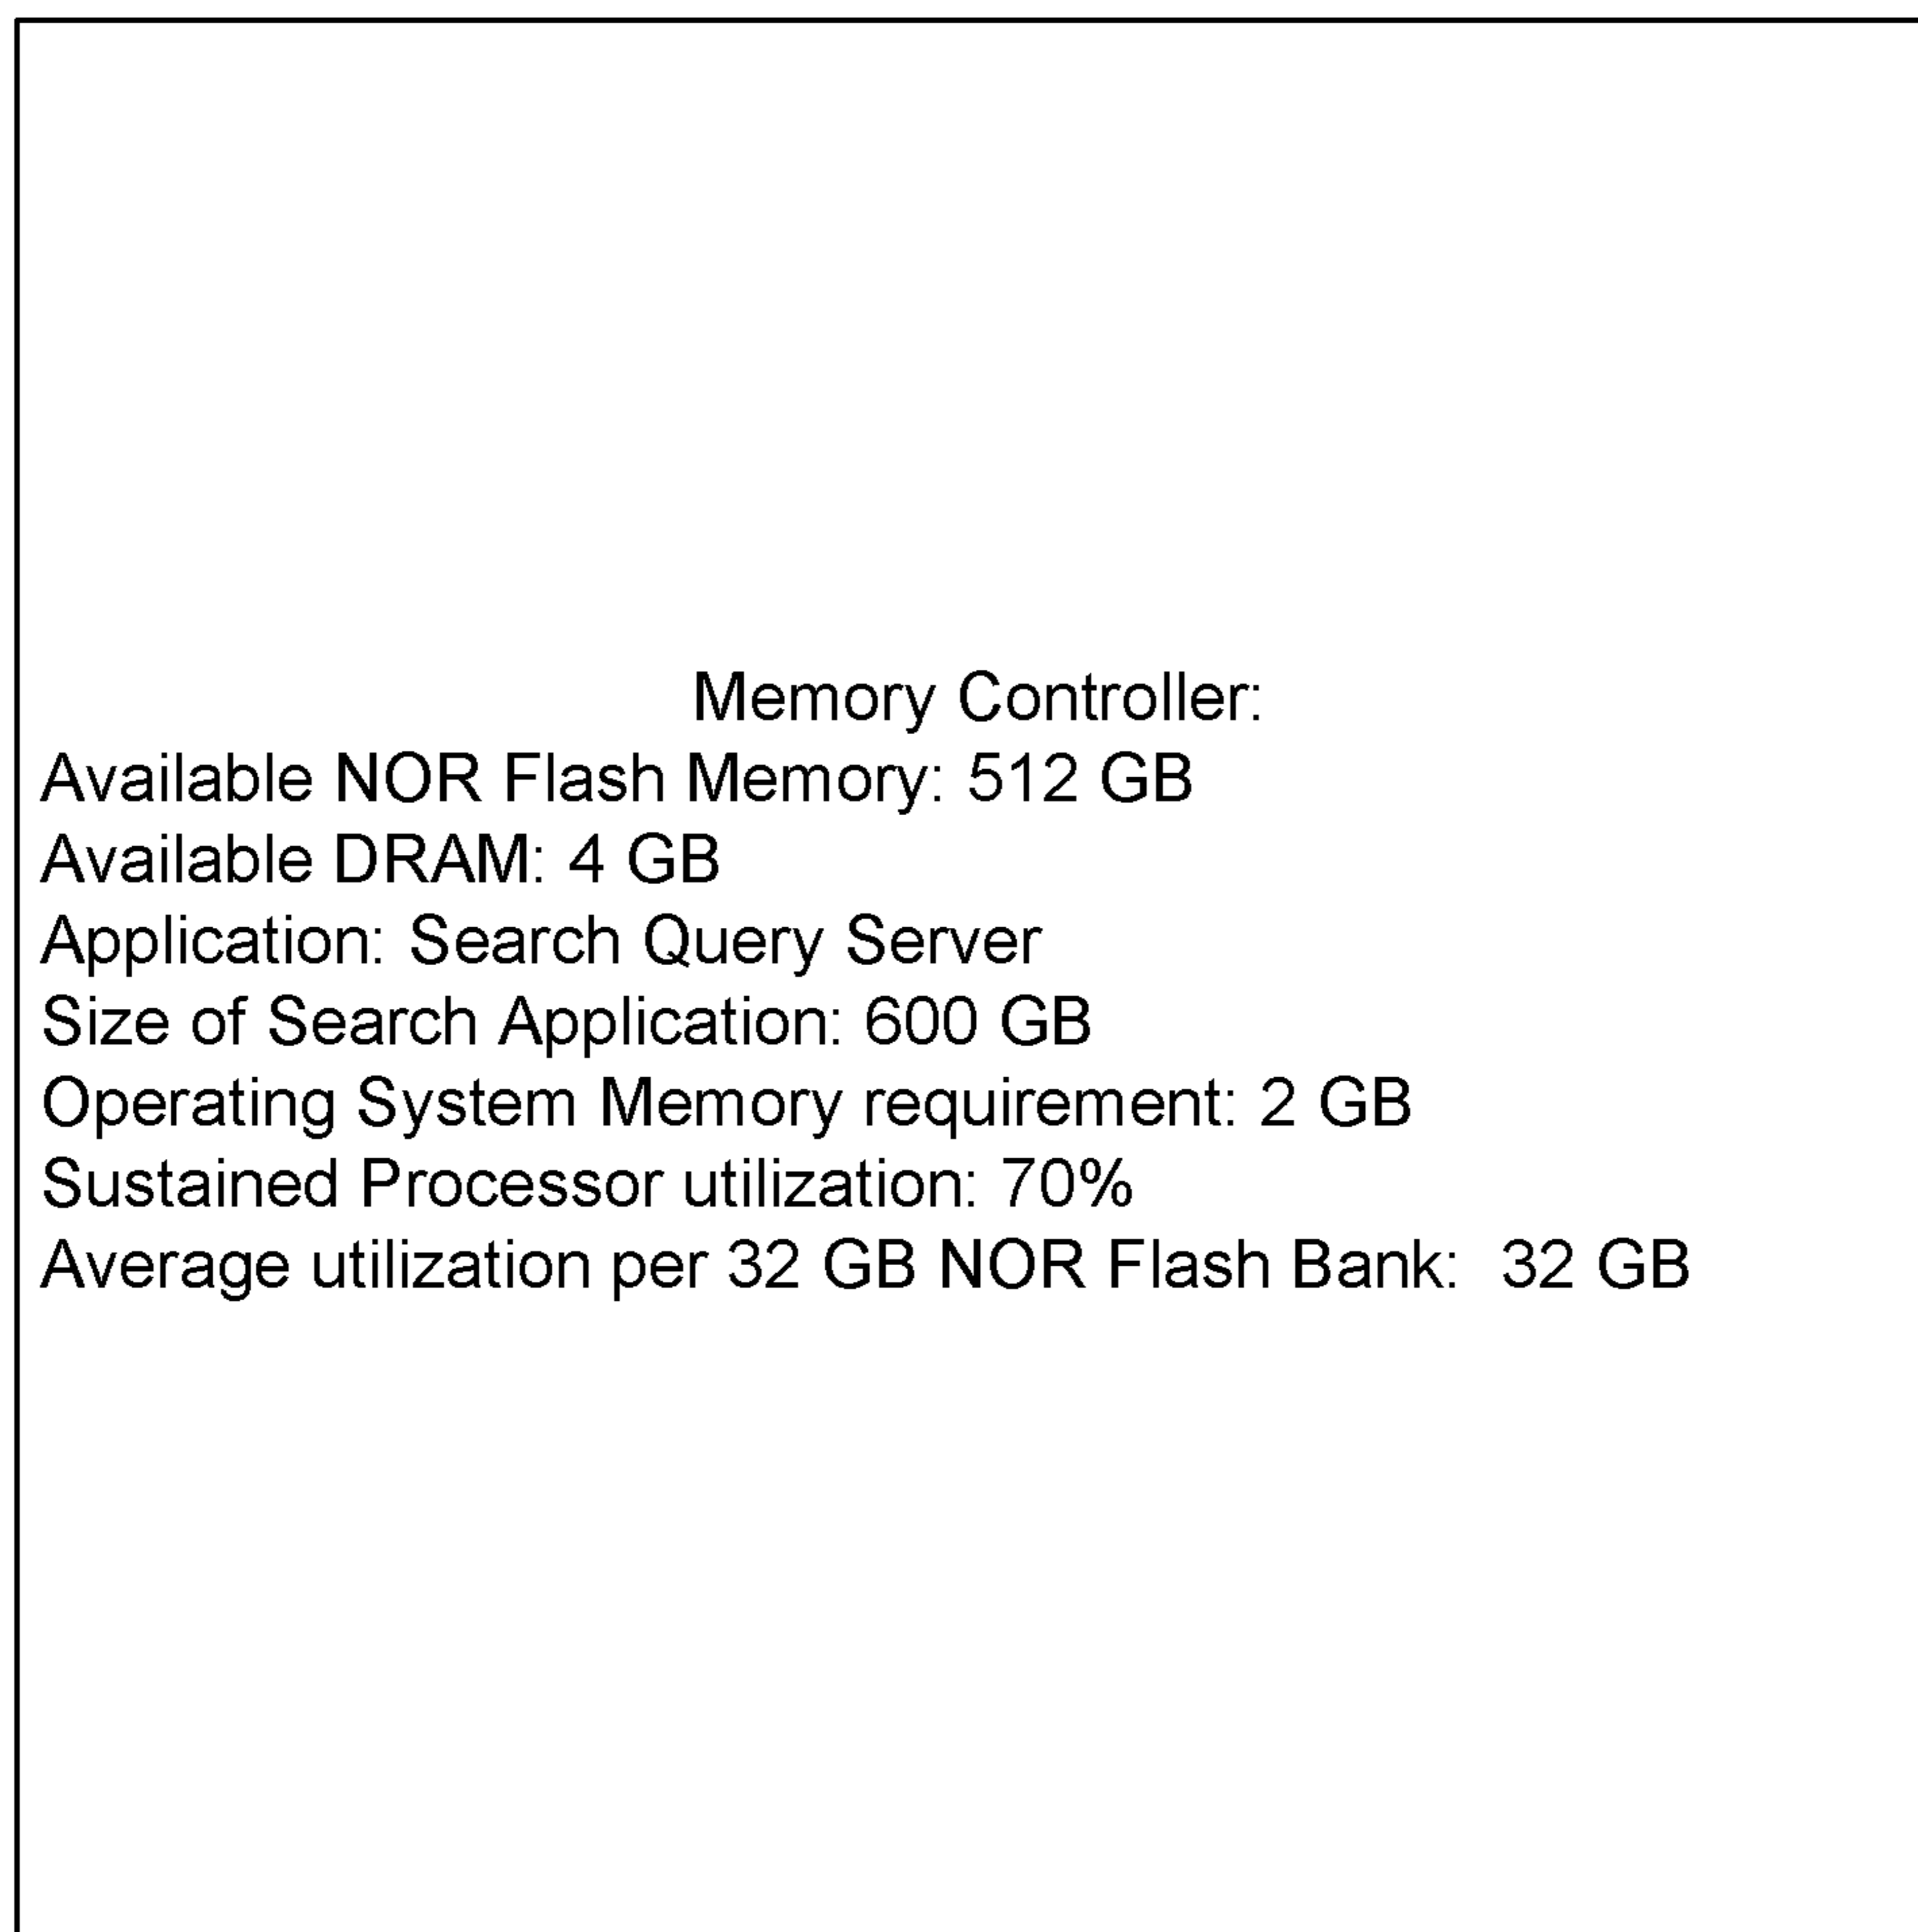 Memory Controller:
Available NOR Flash Memory: 512 GB
Available DRAM: 4 GB
Application: Search Query Server
Size of Search Application: 600 GB
Operating System Memory requirement: 2 GB
Sustained Processor utilization: 70%
Average utilization per 32 GB NOR Flash Bank:  32 GB